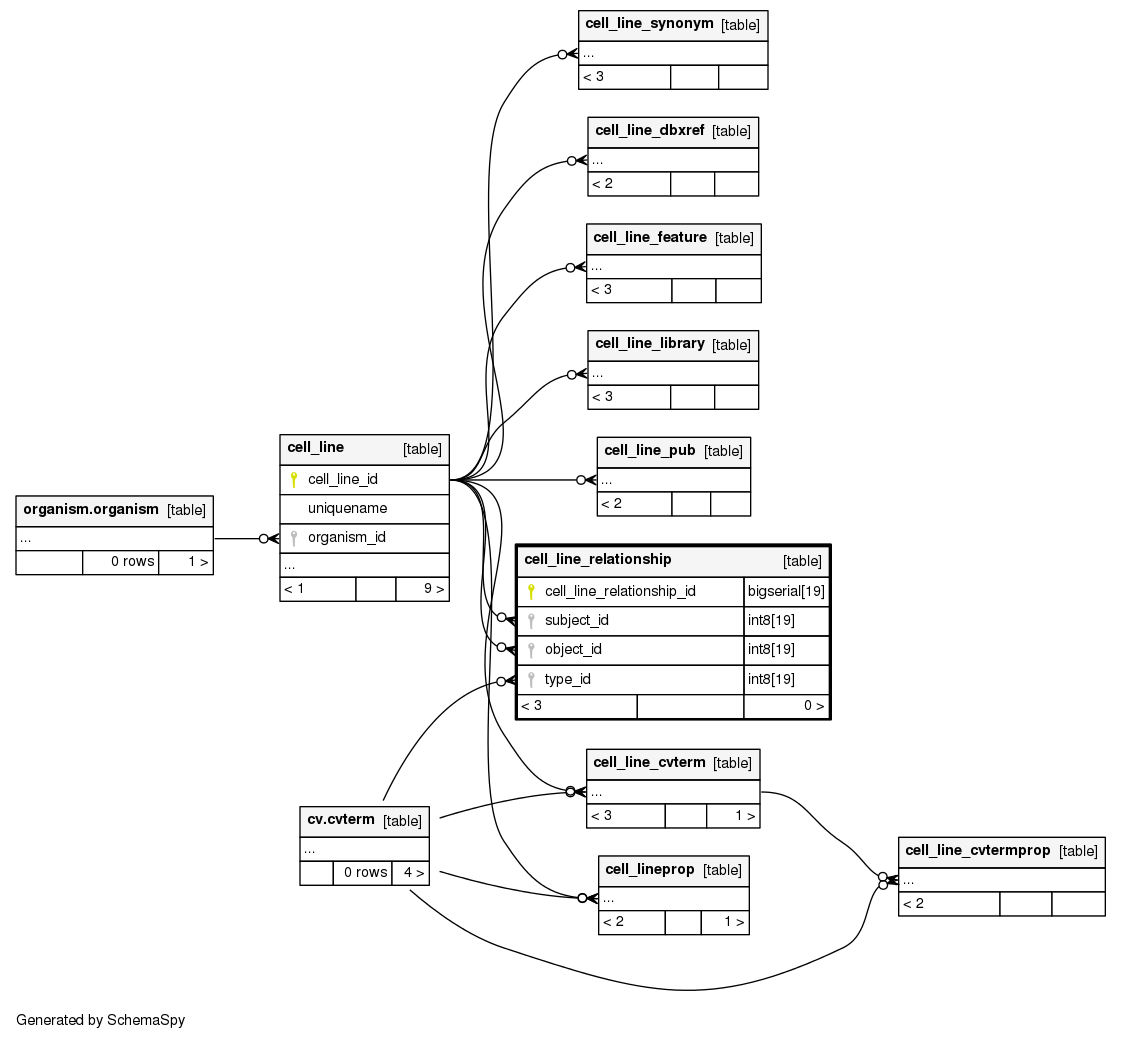 cell_line_synonym [table]
...
< 3
cell_line_dbxref [table]
...
< 2
cell_line_feature [table]
...
< 3
cell_line_library [table]
...
< 3
cell_line [table]
cell_line_id
uniquename
organism_id
...
< 1 9 >
cell_line_pub [table]
...
< 2
organism.organism [table]
...
0 rows 1 >
cell_line_relationship [table]
cell_line_relationship_id bigserial[19]
subject_id int8[19]
object_id int8[19]
type_id int8[19]
< 3 0 >
cell_line_cvterm [table]
...
< 3 1 >
cv.cvterm [table]
...
0 rows 4 >
cell_lineprop [table]
...
< 2 1 >
cell_line_cvtermprop [table]
...
< 2
Generated by SchemaSpy